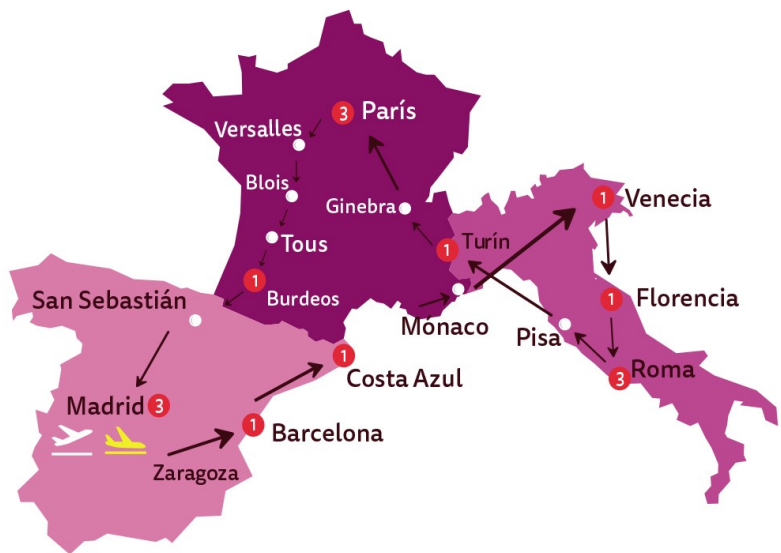 3 París
Versalles
Blois
Ginebra
1 Venecia
Tous
1 Turín
San Sebastián
1
Burdeos
1 Florencia
Mónaco
Pisa
1
Costa Azul
3 Roma
Madrid 3
1 Barcelona
Zaragoza